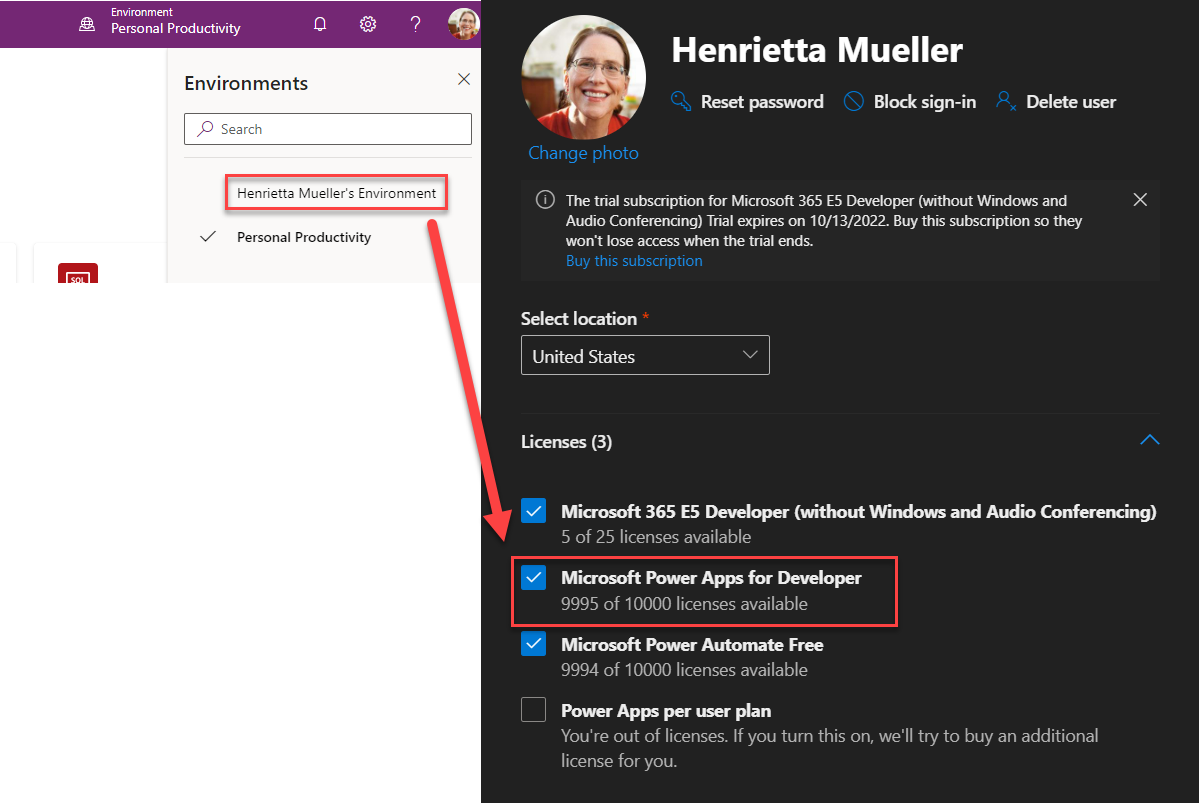 Environment
Personal Productivity
?
Environments
Search
Henrietta Mueller's Environment
Personal Productivity
SQL
Henrietta Mueller
Reset password
Block sign-in
Delete user
Change photo
The trial subscription for Microsoft 365 E5 Developer (without Windows and
Audio Conferencing) Trial expires on 10/13/2022. Buy this subscription so they
won't lose access when the trial ends.
Buy this subscription
Select location *
United States
Licenses (3)
Microsoft 365 E5 Developer (without Windows and Audio Conferencing)
5 of 25 licenses available
Microsoft Power Apps for Developer
9995 of 10000 licenses available
Microsoft Power Automate Free
9994 of 10000 licenses available
Power Apps per user plan
You're out of licenses. If you turn this on, we'll try to buy an additional
license for you.